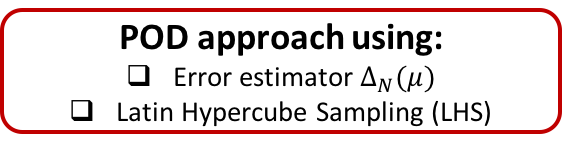 POD approach using:
❑ Error estimator Δ_N(μ)
❑ Latin Hypercube Sampling (LHS)